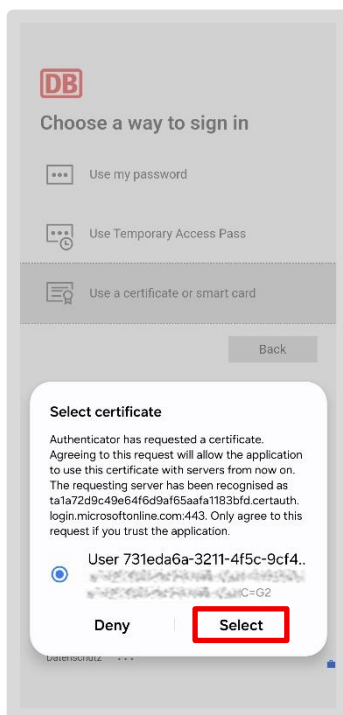 DB
Choose a way to sign in
Use my password
Use Temporary Access Pass
Use a certificate or smart card
Back
Select certificate
Authenticator has requested a certificate.
Agreeing to this request will allow the application
to use this certificate with servers from now on.
The requesting server has been recognised as
ta1a72d9c49e64f6d9af65aafa1183bfd.certauth.
login.microsoftonline.com:443. Only agree to this
request if you trust the application.
User 731eda6a-3211-4f5c-9cf4..
C=G2
Deny
Select
Datenschutz ...